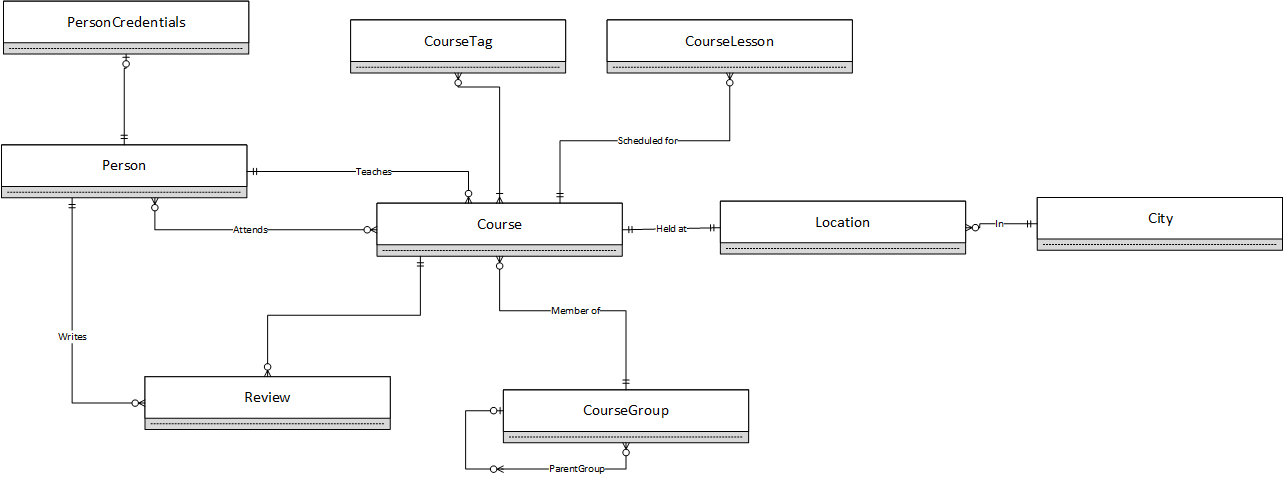 PersonCredentials
CourseTag
CourseLesson
Scheduled for
Person
Teaches
Attends
Course
Held at
Location
In
City
Member of
Writes
Review
CourseGroup
ParentGroup